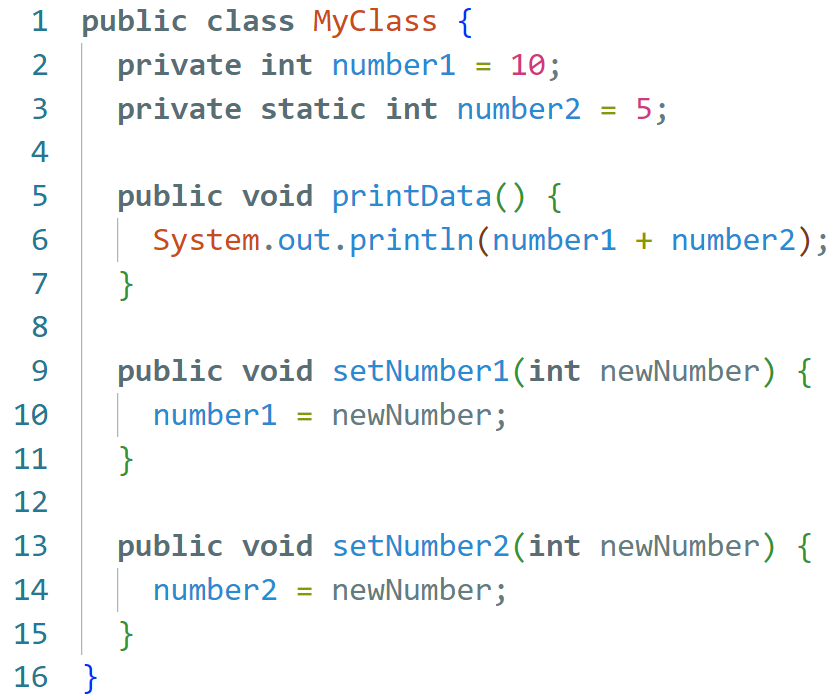 1 public class MyClass {
2   private int number1 = 10;
3   private static int number2 = 5;
4
5   public void printData() {
6     System.out.println(number1 + number2);
7   }
8
9   public void setNumber1(int newNumber) {
10     number1 = newNumber;
11   }
12
13   public void setNumber2(int newNumber) {
14     number2 = newNumber;
15   }
16 }